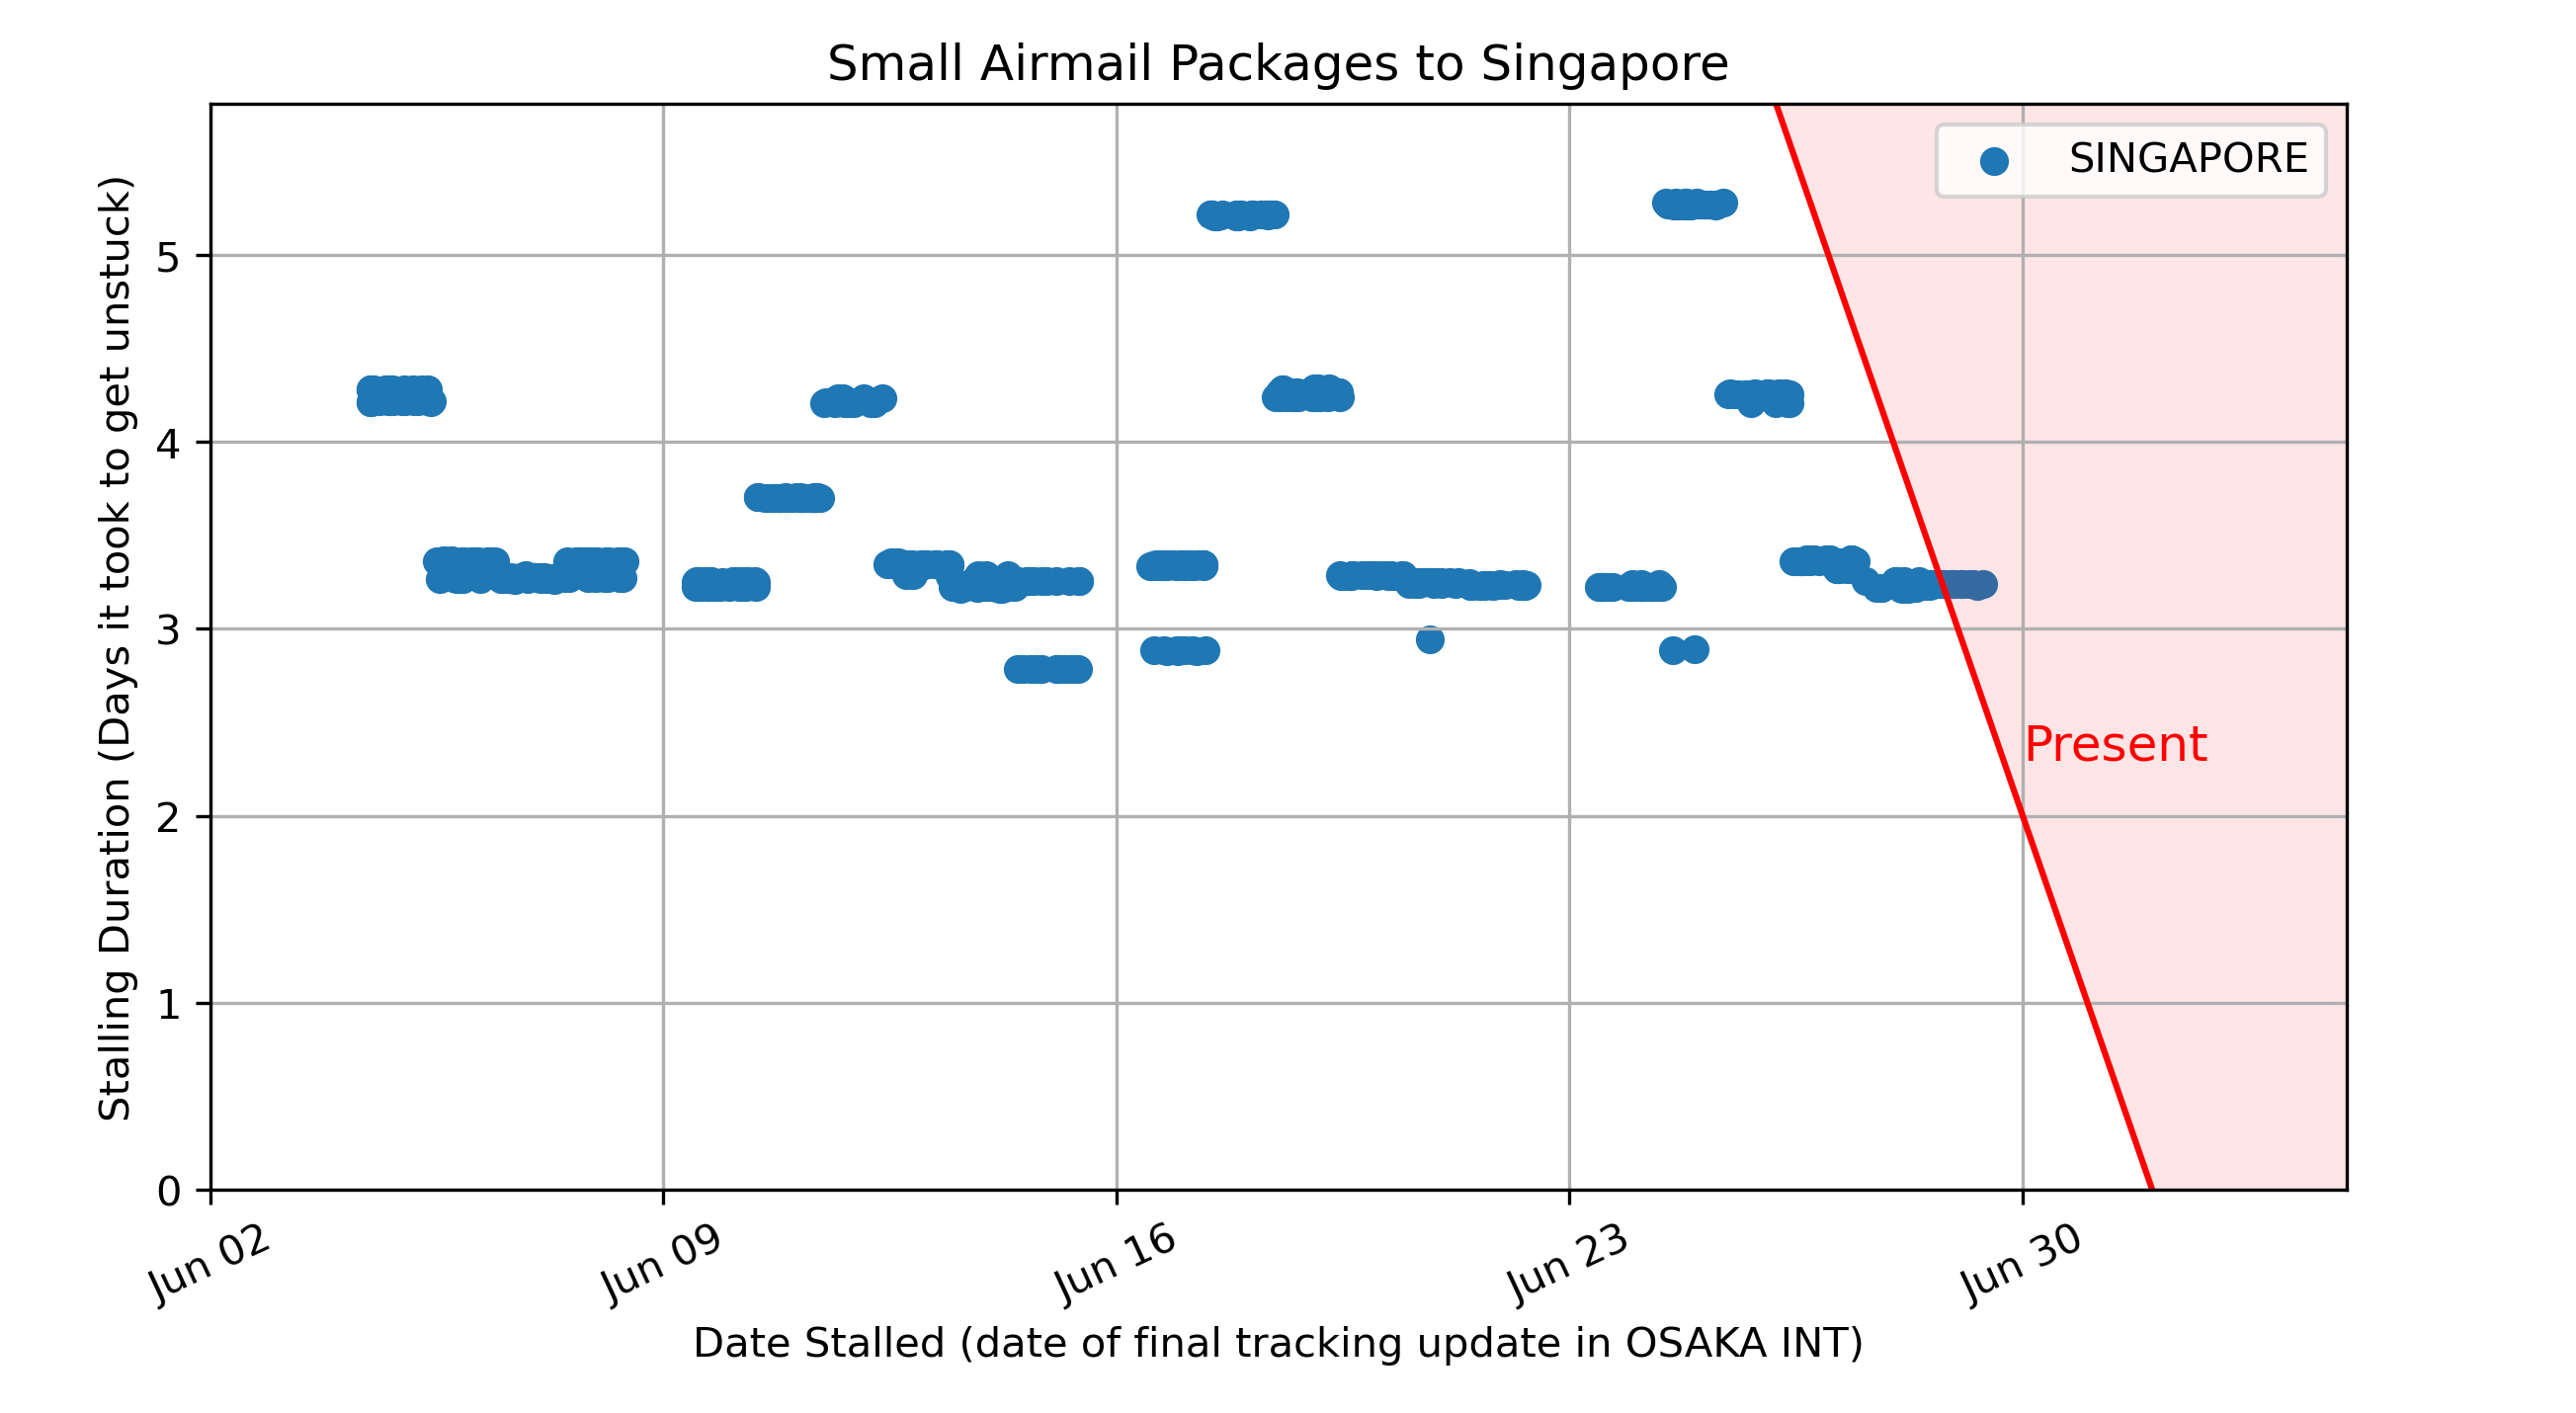 Small Airmail Packages to Singapore
SINGAPORE
Stalling Duration (Days it took to get unstuck)
5
4
3
2
1
0
Present
Jun 02
Jun 09
Jun 16
Jun 23
Jun 30
Date Stalled (date of final tracking update in OSAKA INT)